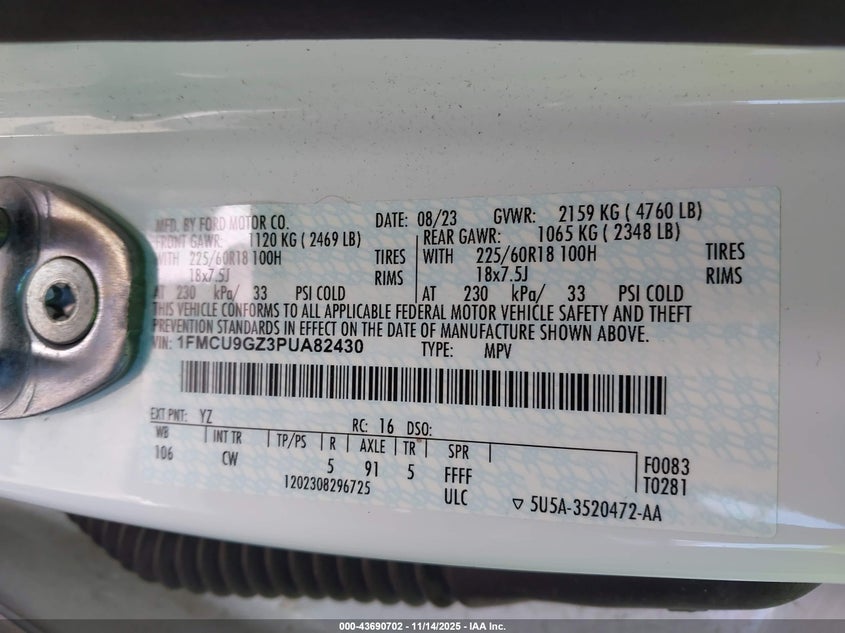 MFD. BY FORD MOTOR CO. DATE: 08/23 GVWR: 2159 KG ( 4760 LB)
FRONT GAWR: 1120 KG ( 2469 LB) REAR GAWR: 1065 KG ( 2348 LB)
WITH 225/60R18 100H TIRES WITH 225/60R18 100H TIRES
18x7.5J RIMS 18x7.5J RIMS
AT 230 kPa/ 33 PSI COLD AT 230 kPa/ 33 PSI COLD
THIS VEHICLE CONFORMS TO ALL APPLICABLE FEDERAL MOTOR VEHICLE SAFETY AND THEFT
PREVENTION STANDARDS IN EFFECT ON THE DATE OF MANUFACTURE SHOWN ABOVE.
VIN: 1FMCU9GZ3PUA82430 TYPE: MPV
EXT PNT: YZ RC: 16 DSO:
WB INT TR TP/PS R AXLE TR SPR
106 CW 5 91 5 FFFF
1202308296725 ULC
F0083
T0281
5U5A-3520472-AA
000-43690702 - 11/14/2025 - IAA Inc.